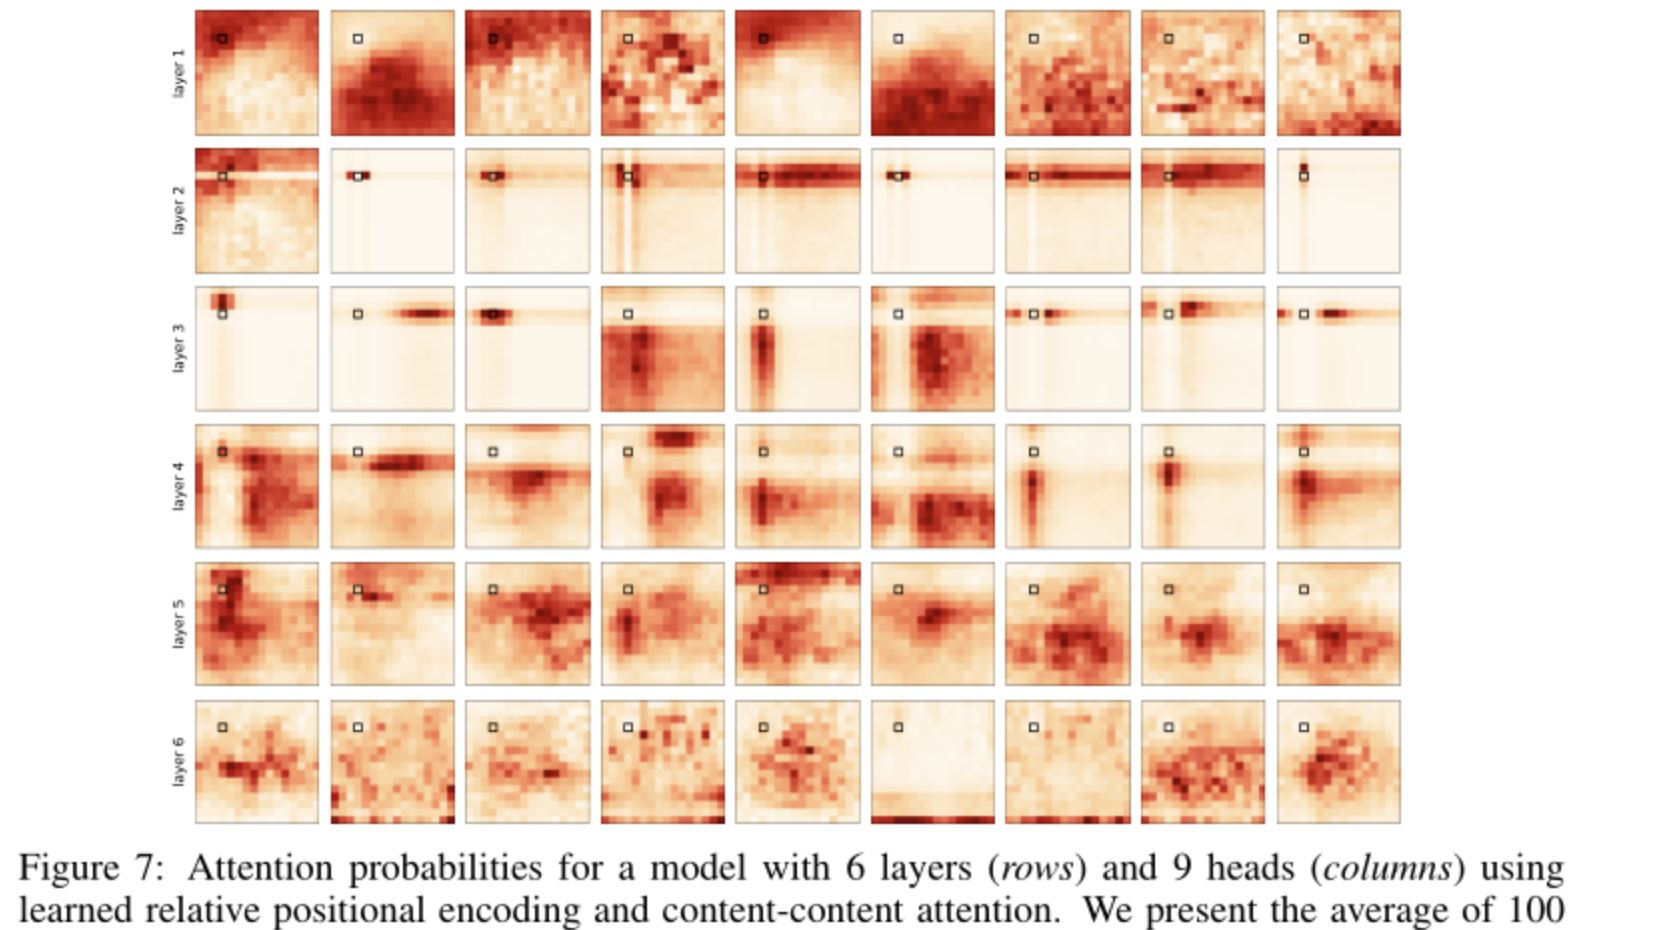 layer 1
layer 2
layer 3
layer 4
layer 5
layer 6
Figure 7: Attention probabilities for a model with 6 layers (rows) and 9 heads (columns) using
learned relative positional encoding and content-content attention. We present the average of 100